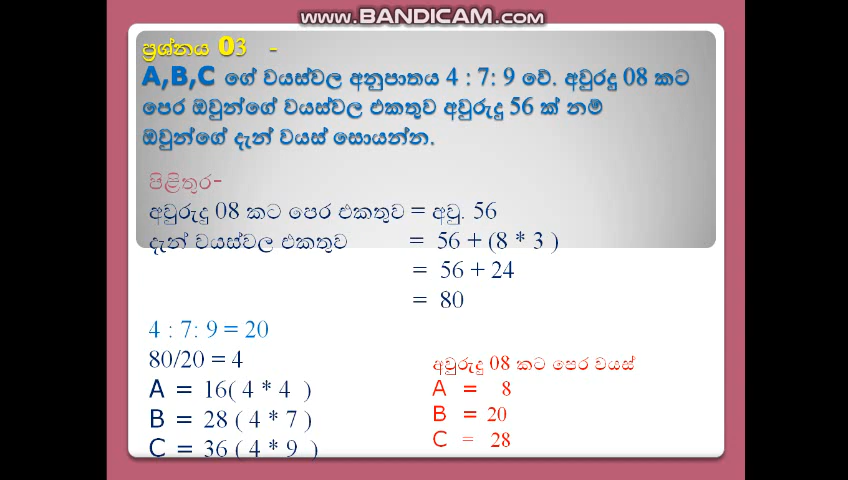 www.BANDICAM.com
ප්‍රශ්නය 03 -
A,B,C ගේ වයස්වල අනුපාතය 4 : 7: 9 වේ. අවුරදු 08 කට
පෙර ඔවුන්ගේ වයස්වල එකතුව අවුරුදු 56 ක් නම්
ඔවුන්ගේ දැන් වයස් සොයන්න.
පිළිතුර-
අවුරුදු 08 කට පෙර එකතුව = අවු. 56
දැන් වයස්වල එකතුව = 56 + (8 * 3 )
= 56 + 24
= 80
4 : 7: 9 = 20
80/20 = 4
A = 16( 4 * 4 )
B = 28 ( 4 * 7 )
C = 36 ( 4 * 9 )
අවුරුදු 08 කට පෙර වයස්
A = 8
B = 20
C = 28